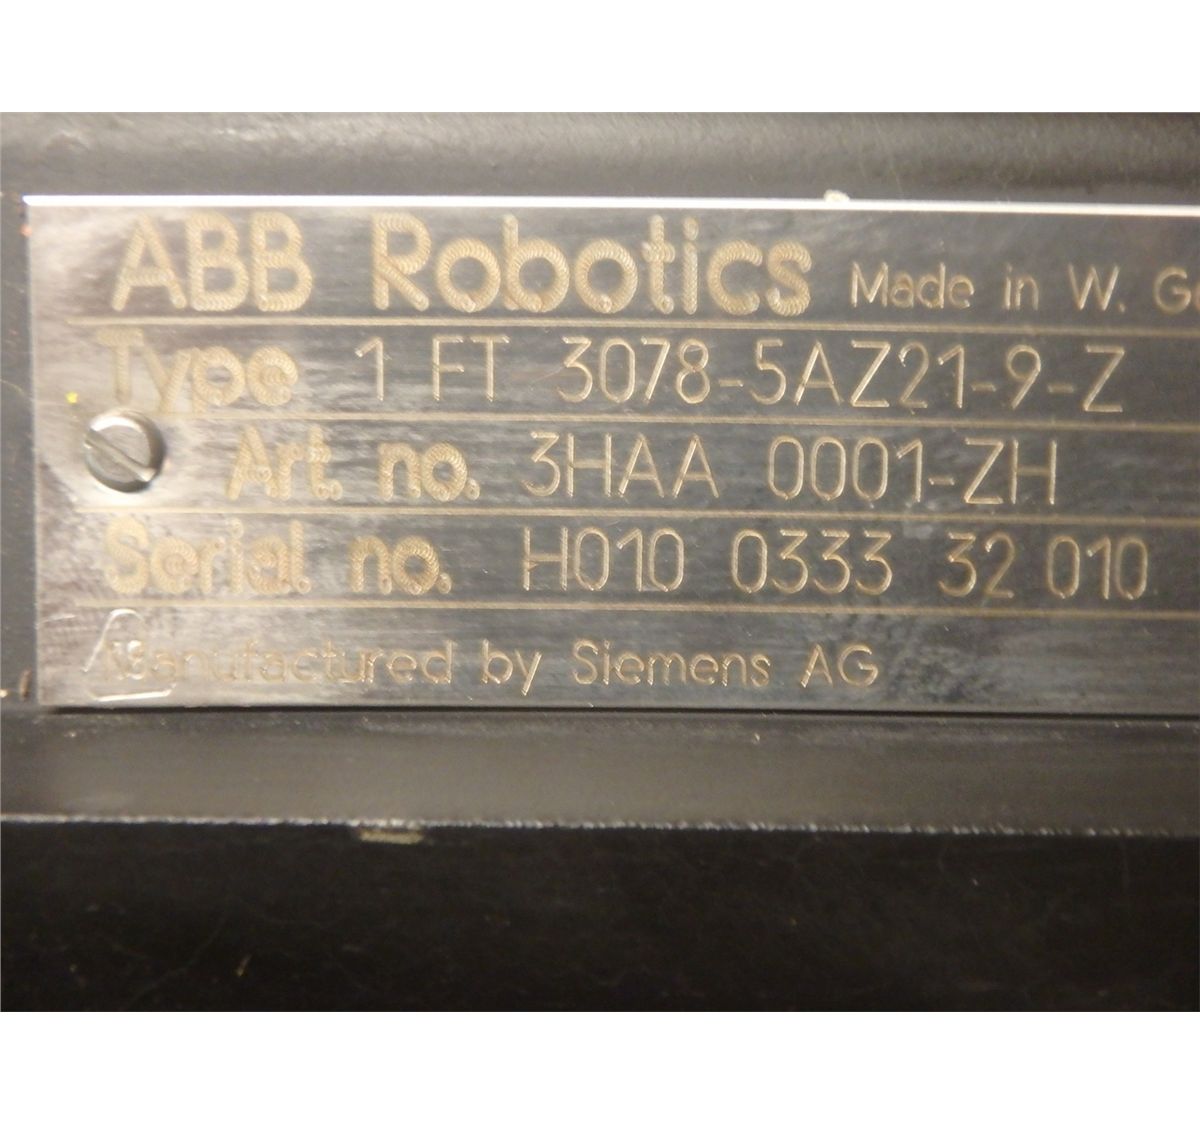 ABB Robotics Made in W. G
Type 1 FT 3078-5AZ21-9-Z
Art. no. 3HAA 0001-ZH
Serial no. H010 0333 32 010
Manufactured by Siemens AG